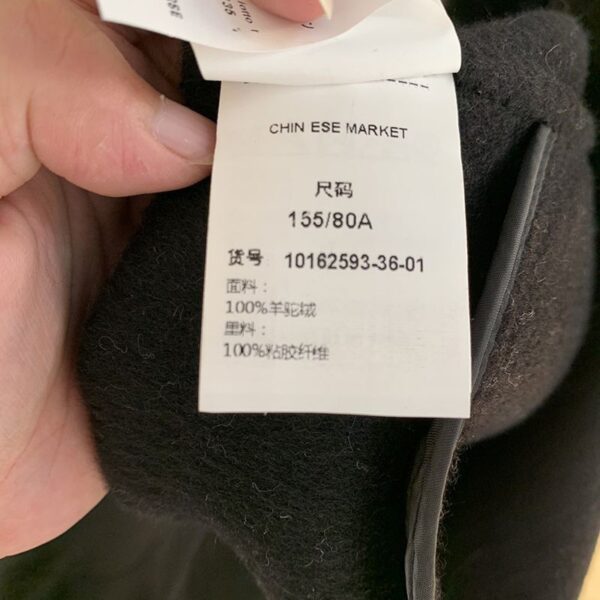 CHIN ESE MARKET
尺码
155/80A
货号 10162593-36-01
面料：
100%羊驼绒
里料：
100%粘胶纤维